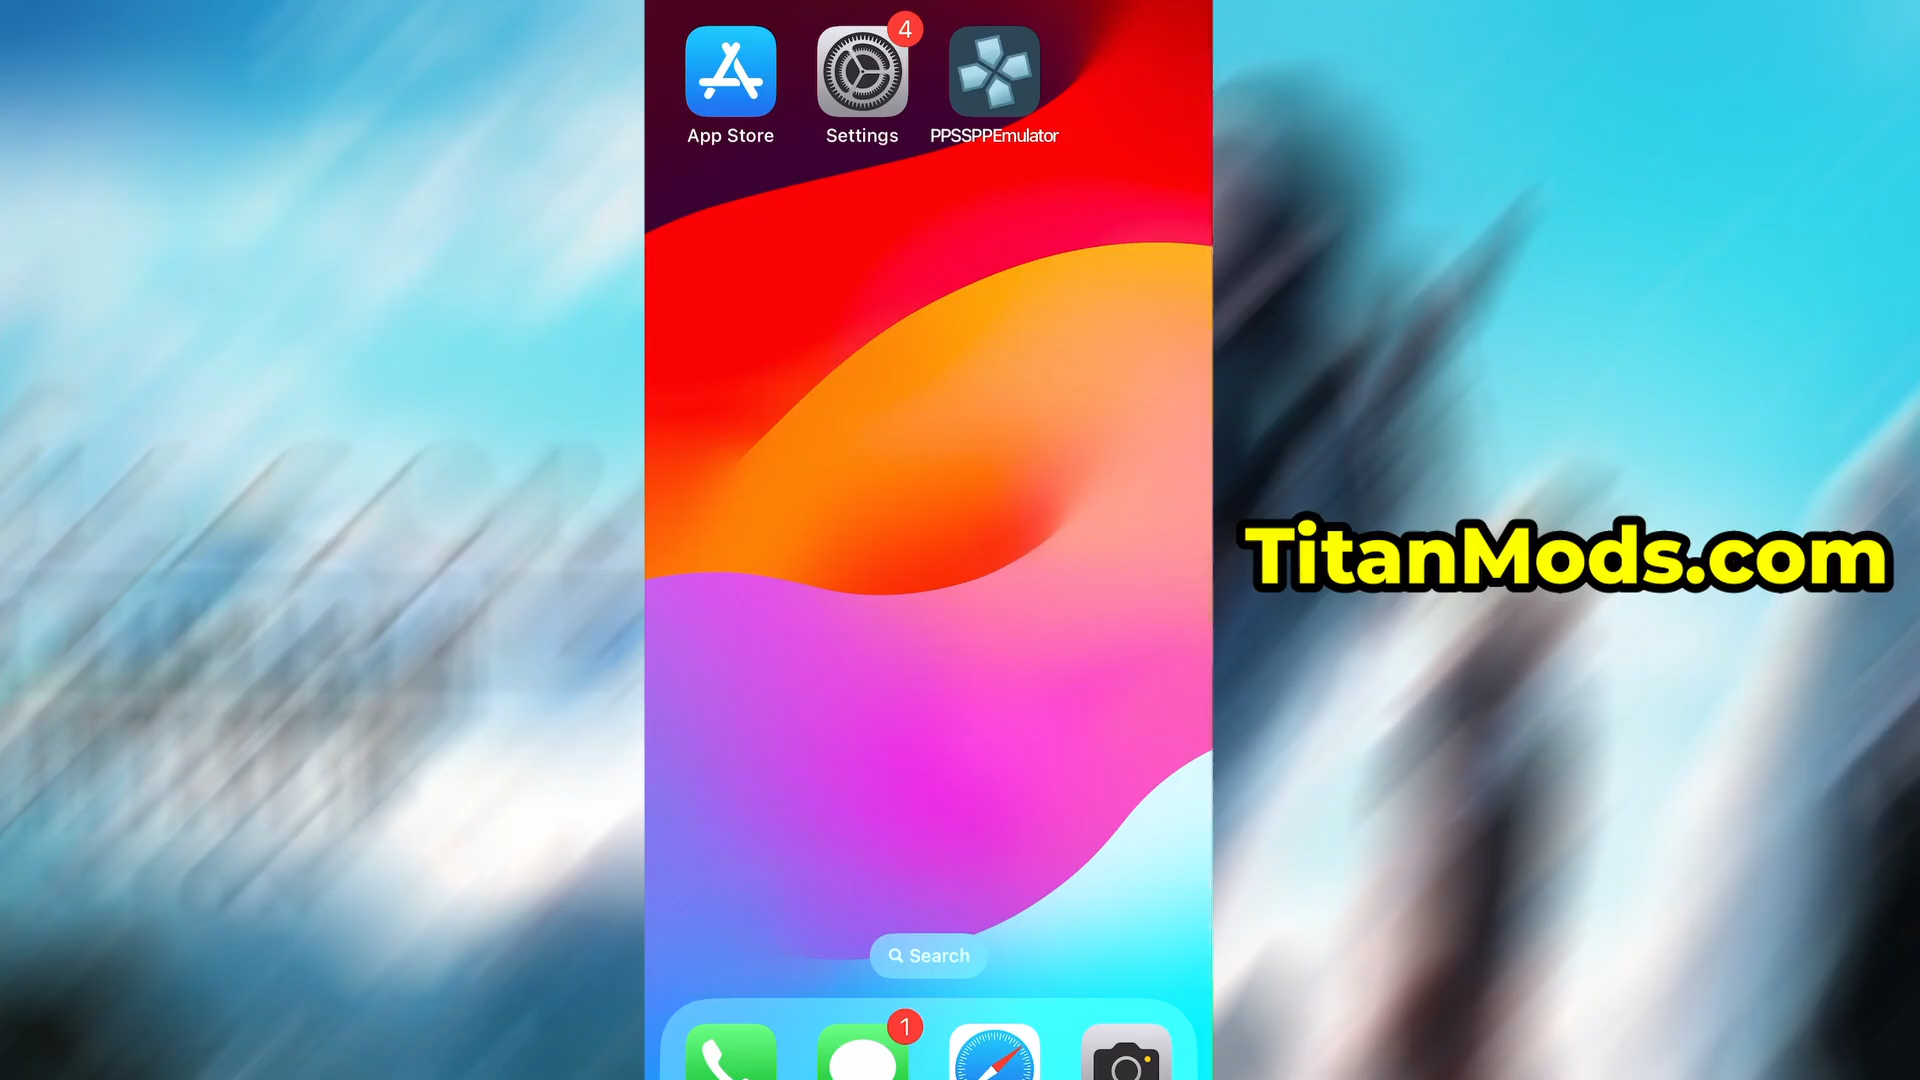 4
App Store
Settings
PPSSPPEmulator
TitanMods.com
Search
1